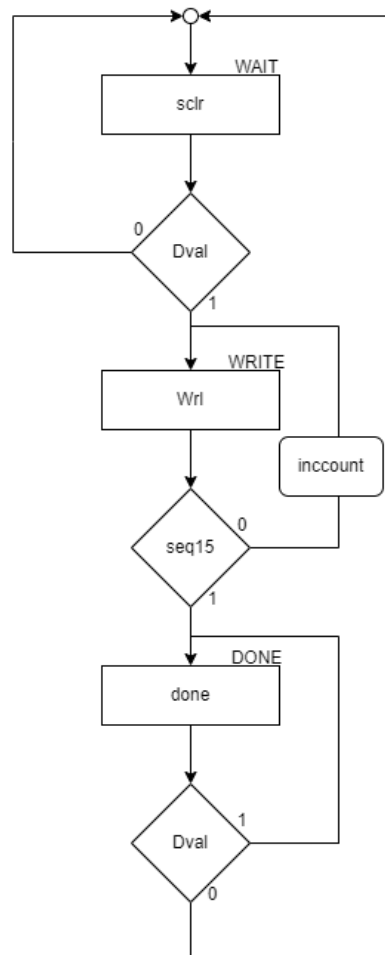 WAIT
sclr
0
Dval
1
WRITE
Wrl
inccount
0
seq15
1
DONE
done
1
Dval
0